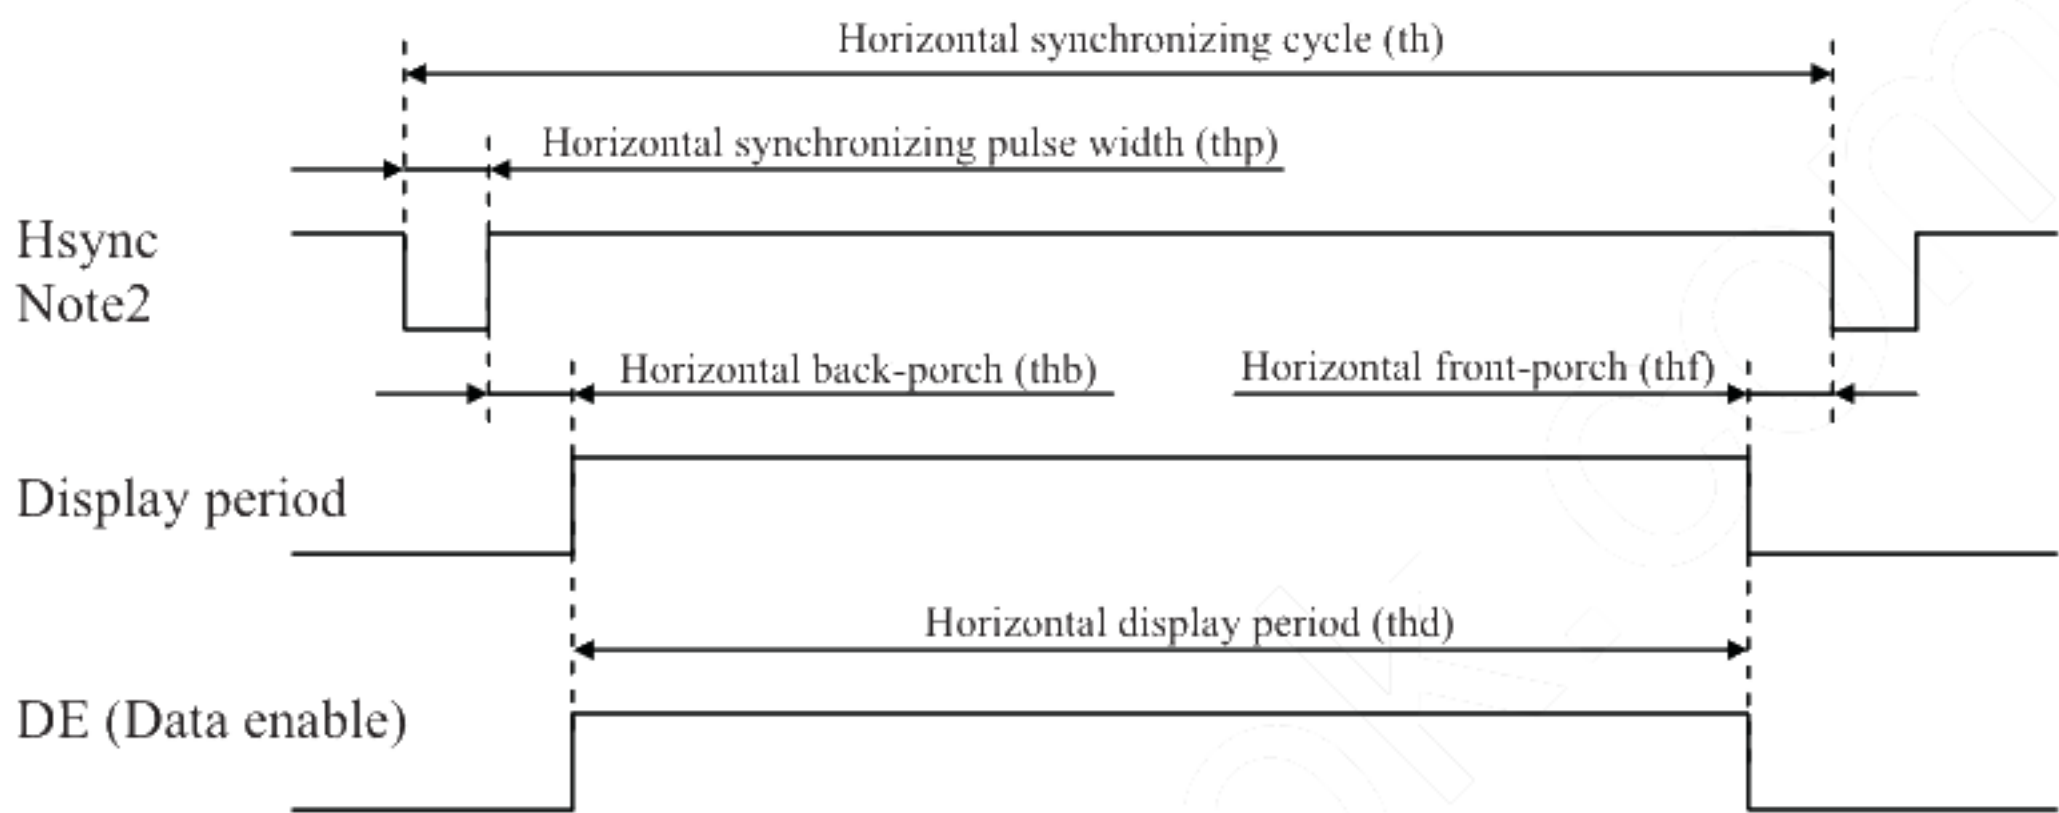 Horizontal synchronizing cycle (th)
Horizontal synchronizing pulse width (thp)
Hsync
Note2
Horizontal back-porch (thb)
Horizontal front-porch (thf)
Display period
Horizontal display period (thd)
DE (Data enable)